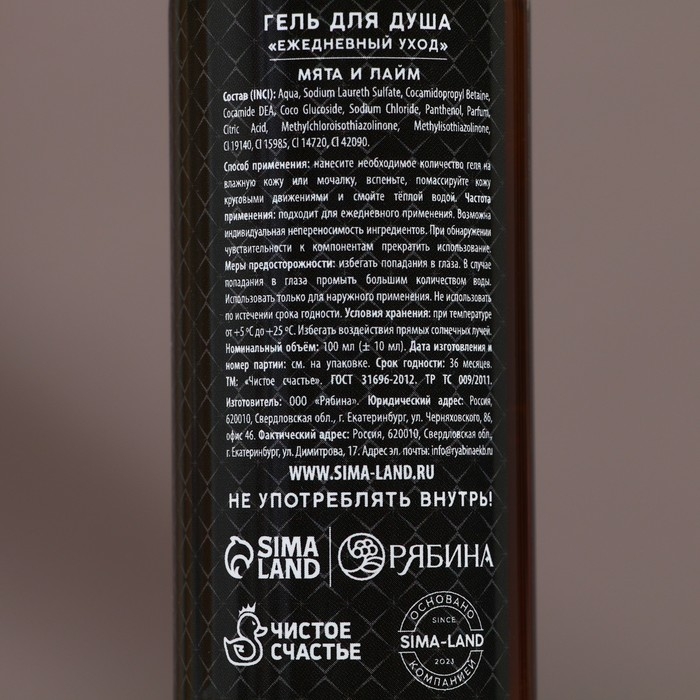 ГЕЛЬ ДЛЯ ДУША
«ЕЖЕДНЕВНЫЙ УХОД»
МЯТА И ЛАЙМ
Состав (INCI): Aqua, Sodium Laureth Sulfate, Cocamidopropyl Betaine,
Cocamide DEA, Coco Glucoside, Sodium Chloride, Panthenol, Parfum,
Citric Acid, Methylchloroisothiazolinone, Methylisothiazolinone,
CI 19140, CI 15985, CI 14720, CI 42090.
Способ применения: нанесите необходимое количество геля на
влажную кожу или мочалку, вспеньте, помассируйте кожу
круговыми движениями и смойте тёплой водой. Частота
применения: подходит для ежедневного применения. Возможна
индивидуальная непереносимость ингредиентов. При обнаружении
чувствительности к компонентам прекратить использование.
Меры предосторожности: избегать попадания в глаза. В случае
попадания в глаза промыть большим количеством воды.
Использовать только для наружного применения. Не использовать
по истечении срока годности. Условия хранения: при температуре
от +5 ºС до +25 ºС. Избегать воздействия прямых солнечных лучей.
Номинальный объём: 100 мл (± 10 мл). Дата изготовления и
номер партии: см. на упаковке. Срок годности: 36 месяцев.
ТМ: «Чистое счастье». ГОСТ 31696-2012. ТР ТС 009/2011.
Изготовитель: ООО «Рябина». Юридический адрес: Россия,
620010, Свердловская обл., г. Екатеринбург, ул. Черняховского, 86,
офис 46. Фактический адрес: Россия, 620010, Свердловская обл.,
г. Екатеринбург, ул. Димитрова, 17. Адрес эл. почты: info@ryabinaekb.ru
WWW.SIMA-LAND.RU
НЕ УПОТРЕБЛЯТЬ ВНУТРЬ!
SIMA
LAND
РЯБИНА
ЧИСТОЕ
СЧАСТЬЕ
ОСНОВАНО
SINCE
SIMA-LAND
2023
КОМПАНИЕЙ